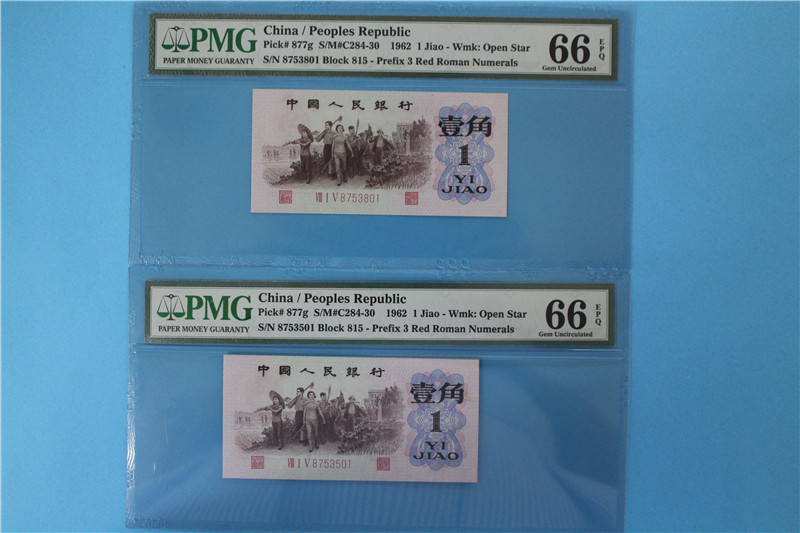 PMG
PAPER MONEY GUARANTY
China / Peoples Republic
Pick# 877g S/M#C284-30 1962 1 Jiao - Wmk: Open Star
S/N 8753801 Block 815 - Prefix 3 Red Roman Numerals
66 EPQ
Gem Uncirculated
中國人民銀行
壹角
1
YI
JIAO
VIII I V 8753801
PMG
PAPER MONEY GUARANTY
China / Peoples Republic
Pick# 877g S/M#C284-30 1962 1 Jiao - Wmk: Open Star
S/N 8753501 Block 815 - Prefix 3 Red Roman Numerals
66 EPQ
Gem Uncirculated
中國人民銀行
壹角
1
YI
JIAO
VIII I V 8753501